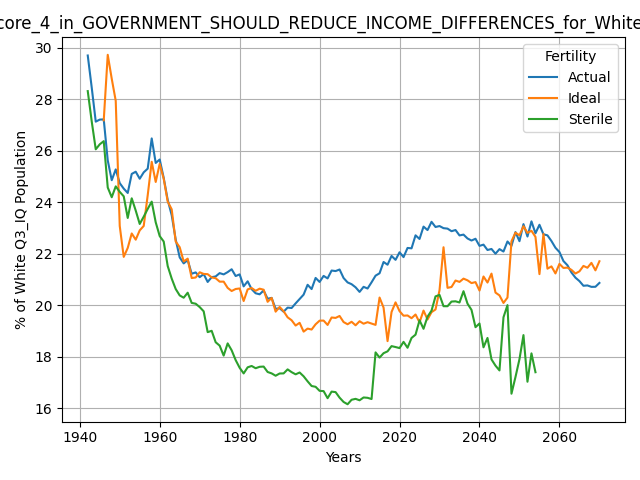 core_4_in_GOVERNMENT_SHOULD_REDUCE_INCOME_DIFFERENCES_for_White
30
28
26
24
22
20
18
16
% of White Q3_IQ Population
Fertility
Actual
Ideal
Sterile
1940 1960 1980 2000 2020 2040 2060
Years